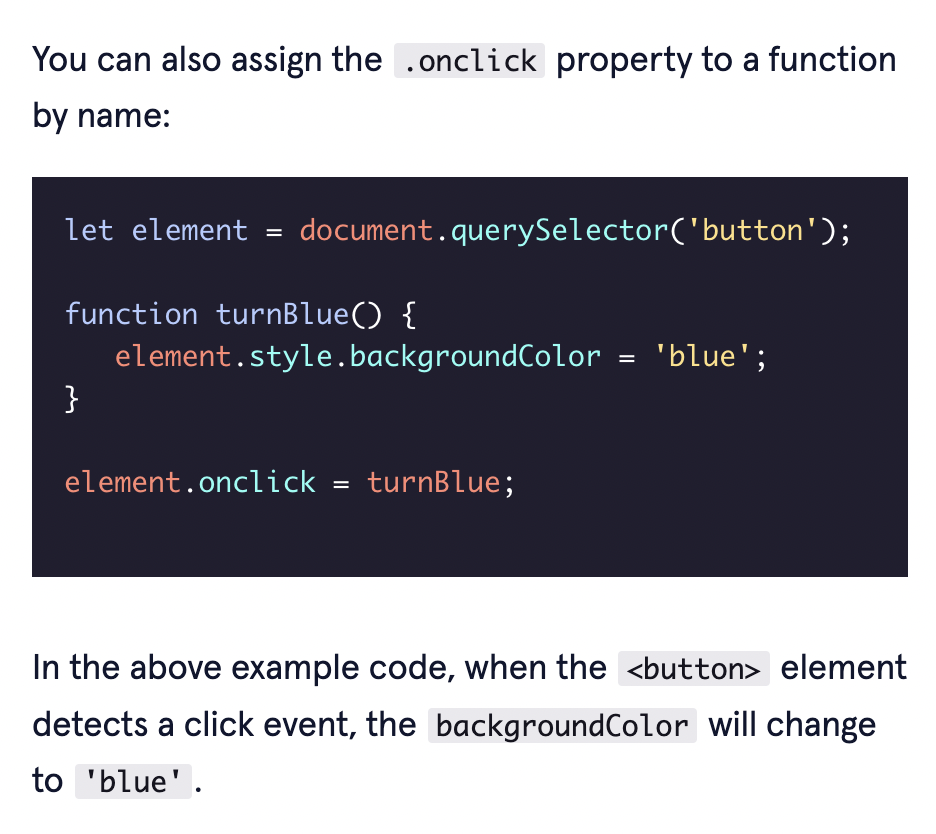 You can also assign the .onclick property to a function
by name:
let element = document.querySelector('button');
function turnBlue() {
   element.style.backgroundColor = 'blue';
}
element.onclick = turnBlue;
In the above example code, when the <button> element
detects a click event, the backgroundColor will change
to 'blue'.